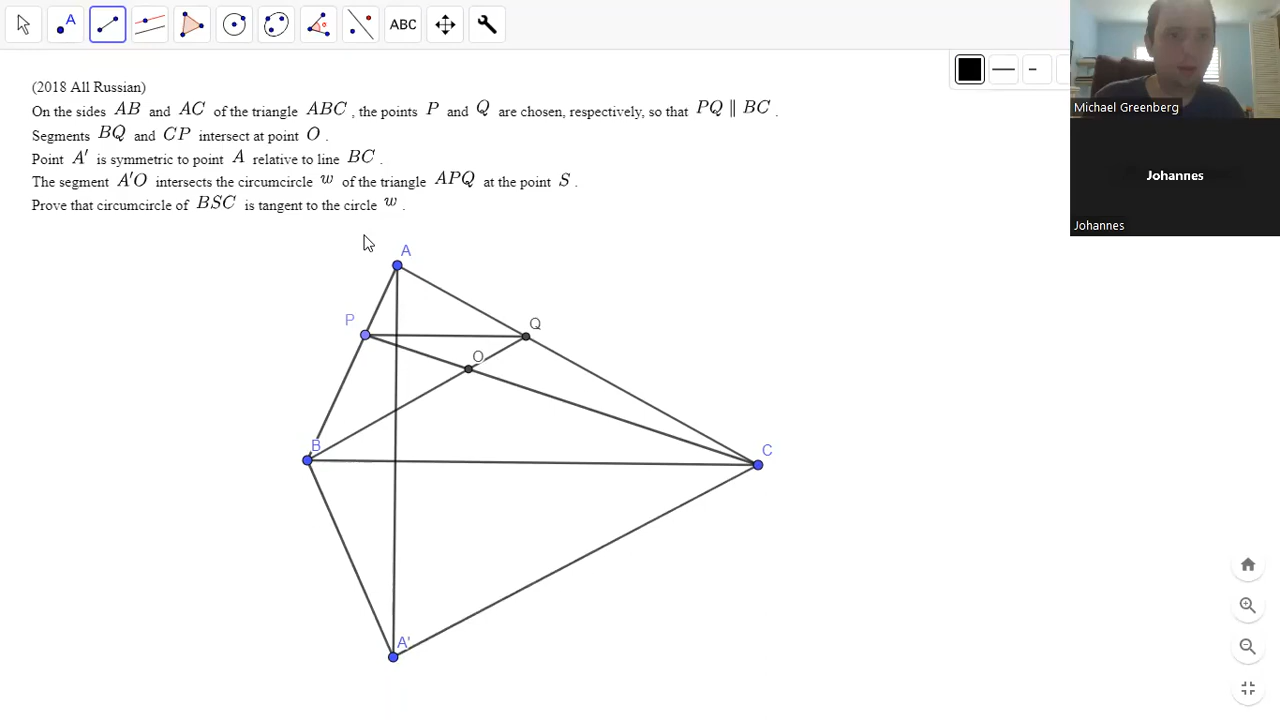 ABC
Michael Greenberg
Johannes
Johannes
(2018 All Russian)
On the sides AB and AC of the triangle ABC , the points P and Q are chosen, respectively, so that PQ ∥ BC .
Segments BQ and CP intersect at point O .
Point A′ is symmetric to point A relative to line BC .
The segment A′O intersects the circumcircle w of the triangle APQ at the point S .
Prove that circumcircle of BSC is tangent to the circle w .
A
P
Q
O
B
C
A'